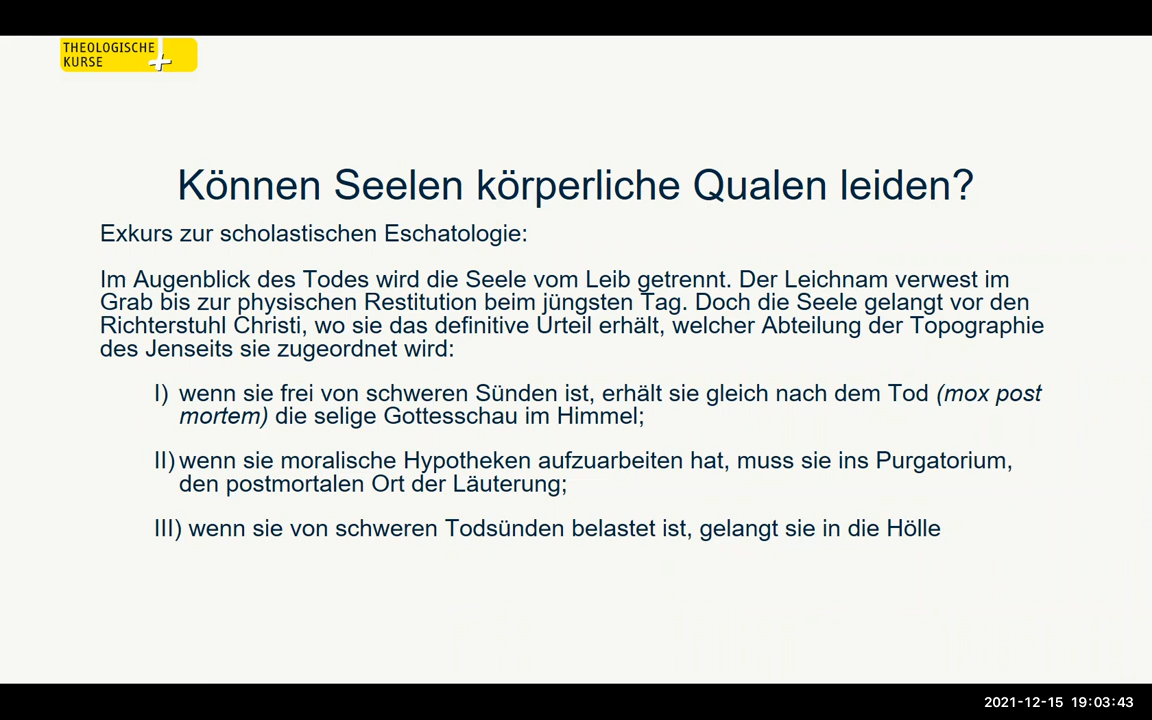 THEOLOGISCHE
KURSE
Können Seelen körperliche Qualen leiden?
Exkurs zur scholastischen Eschatologie:
Im Augenblick des Todes wird die Seele vom Leib getrennt. Der Leichnam verwest im
Grab bis zur physischen Restitution beim jüngsten Tag. Doch die Seele gelangt vor den
Richterstuhl Christi, wo sie das definitive Urteil erhält, welcher Abteilung der Topographie
des Jenseits sie zugeordnet wird:
I) wenn sie frei von schweren Sünden ist, erhält sie gleich nach dem Tod (mox post
mortem) die selige Gottesschau im Himmel;
II) wenn sie moralische Hypotheken aufzuarbeiten hat, muss sie ins Purgatorium,
den postmortalen Ort der Läuterung;
III) wenn sie von schweren Todsünden belastet ist, gelangt sie in die Hölle
2021-12-15 19:03:43